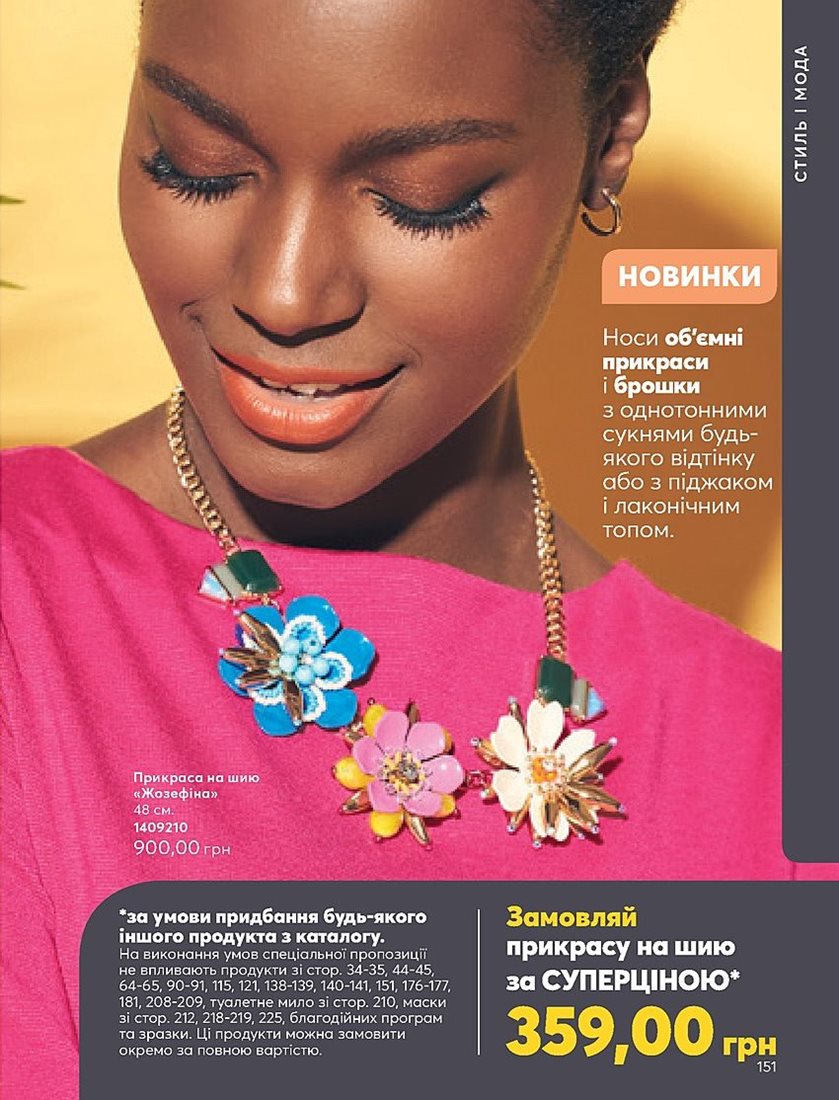 СТИЛЬ І МОДА
НОВИНКИ
Носи об'ємні
прикраси
і брошки
з однотонними
сукнями будь-
якого відтінку
або з піджаком
і лаконічним
топом.
Прикраса на шию
«Жозефіна»
48 см.
1409210
900,00 грн
*за умови придбання будь-якого
іншого продукта з каталогу.
На виконання умов спеціальної пропозиції
не впливають продукти зі стор. 34-35, 44-45,
64-65, 90-91, 115, 121, 138-139, 140-141, 151, 176-177,
181, 208-209, туалетне мило зі стор. 210, маски
зі стор. 212, 218-219, 225, благодійних програм
та зразки. Ці продукти можна замовити
окремо за повною вартістю.
Замовляй
прикрасу на шию
за СУПЕРЦІНОЮ*
359,00 грн
151